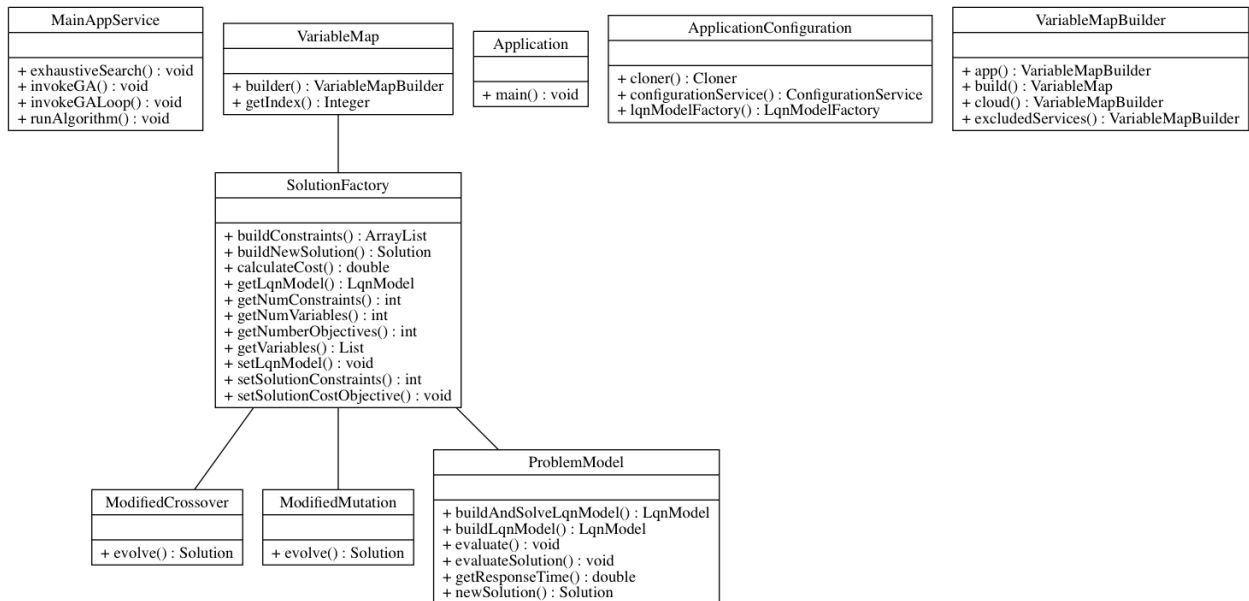 MainAppService
+ exhaustiveSearch() : void
+ invokeGA() : void
+ invokeGALoop() : void
+ runAlgorithm() : void
VariableMap
+ builder() : VariableMapBuilder
+ getIndex() : Integer
Application
+ main() : void
ApplicationConfiguration
+ cloner() : Cloner
+ configurationService() : ConfigurationService
+ lqnModelFactory() : LqnModelFactory
VariableMapBuilder
+ app() : VariableMapBuilder
+ build() : VariableMap
+ cloud() : VariableMapBuilder
+ excludedServices() : VariableMapBuilder
SolutionFactory
+ buildConstraints() : ArrayList
+ buildNewSolution() : Solution
+ calculateCost() : double
+ getLqnModel() : LqnModel
+ getNumConstraints() : int
+ getNumVariables() : int
+ getNumberObjectives() : int
+ getVariables() : List
+ setLqnModel() : void
+ setSolutionConstraints() : int
+ setSolutionCostObjective() : void
ModifiedCrossover
+ evolve() : Solution
ModifiedMutation
+ evolve() : Solution
ProblemModel
+ buildAndSolveLqnModel() : LqnModel
+ buildLqnModel() : LqnModel
+ evaluate() : void
+ evaluateSolution() : void
+ getResponseTime() : double
+ newSolution() : Solution